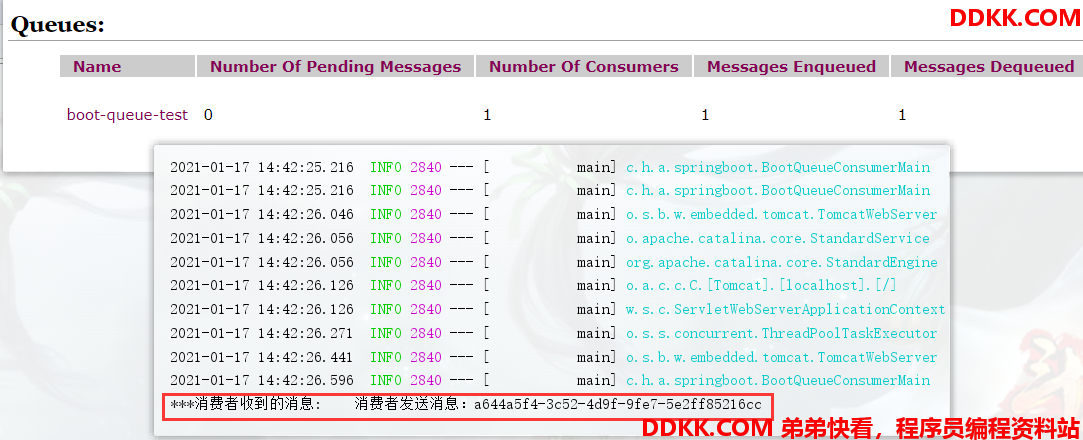 DDKK.COM
Queues:
Name Number Of Pending Messages Number Of Consumers Messages Enqueued Messages Dequeued
boot-queue-test 0 1 1 1
2021-01-17 14:42:25.216 INFO 2840 --- [ main] c.h.a.springboot.BootQueueConsumerMain
2021-01-17 14:42:25.216 INFO 2840 --- [ main] c.h.a.springboot.BootQueueConsumerMain
2021-01-17 14:42:26.046 INFO 2840 --- [ main] o.s.b.w.embedded.tomcat.TomcatWebServer
2021-01-17 14:42:26.056 INFO 2840 --- [ main] o.apache.catalina.core.StandardService
2021-01-17 14:42:26.056 INFO 2840 --- [ main] org.apache.catalina.core.StandardEngine
2021-01-17 14:42:26.126 INFO 2840 --- [ main] o.a.c.c.C.[Tomcat].[localhost].[/]
2021-01-17 14:42:26.126 INFO 2840 --- [ main] w.s.c.ServletWebServerApplicationContext
2021-01-17 14:42:26.271 INFO 2840 --- [ main] o.s.s.concurrent.ThreadPoolTaskExecutor
2021-01-17 14:42:26.441 INFO 2840 --- [ main] o.s.b.w.embedded.tomcat.TomcatWebServer
2021-01-17 14:42:26.596 INFO 2840 --- [ main] c.h.a.springboot.BootQueueConsumerMain
***消费者收到的消息: 消费者发送消息：a644a5f4-3c52-4d9f-9fe7-5e2ff85216cc
DDKK.COM 弟弟快看，程序员编程资料站